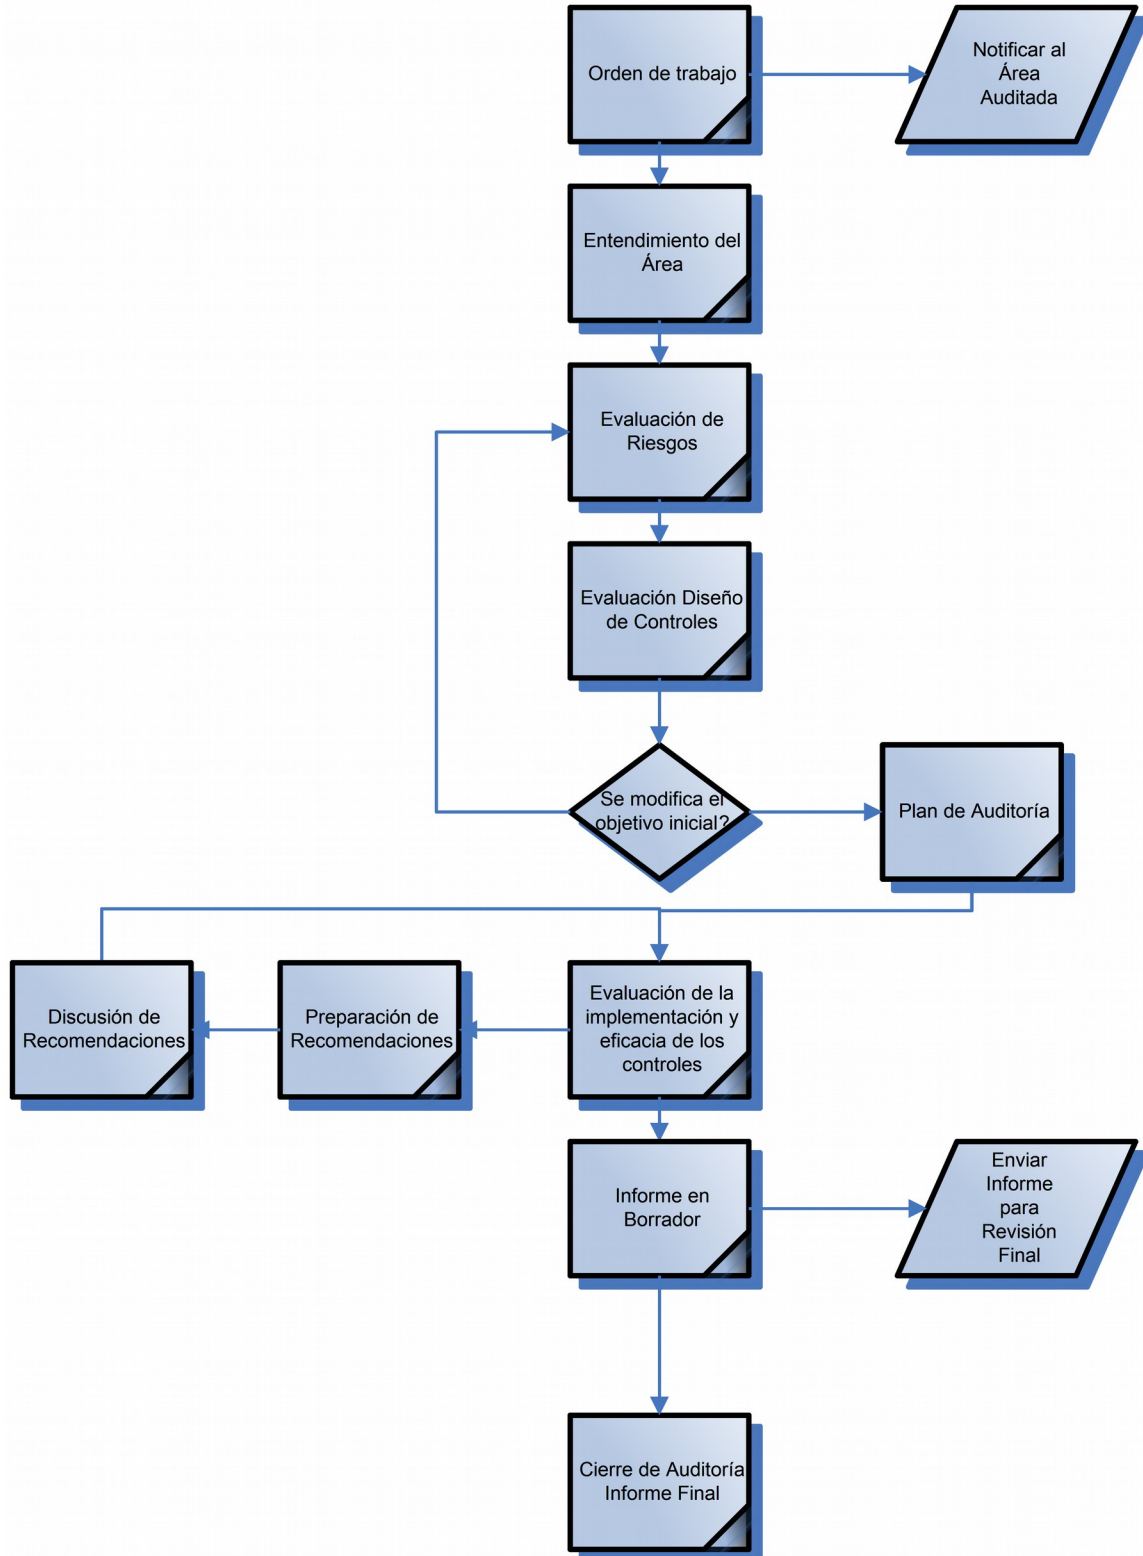 Orden de trabajo
Notificar al
Área
Auditada
Entendimiento del
Área
Evaluación de
Riesgos
Evaluación Diseño
de Controles
Se modifica el
objetivo inicial?
Plan de Auditoría
Discusión de
Recomendaciones
Preparación de
Recomendaciones
Evaluación de la
implementación y
eficacia de los
controles
Informe en
Borrador
Enviar
Informe
para
Revisión
Final
Cierre de Auditoría
Informe Final